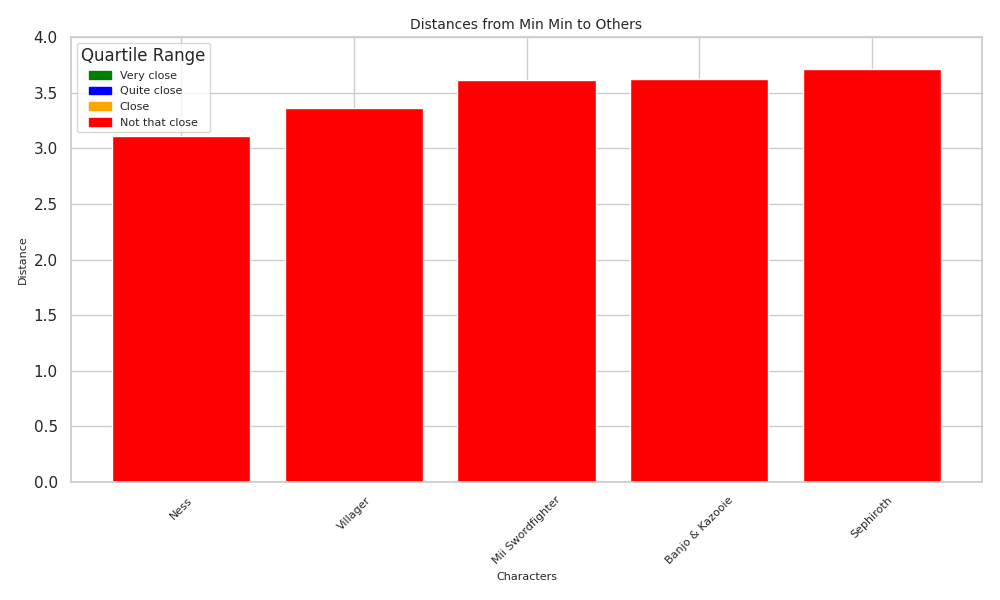 Distances from Min Min to Others
Quartile Range
Very close
Quite close
Close
Not that close
4.0
3.5
3.0
2.5
2.0
1.5
1.0
0.5
0.0
Distance
Ness
Villager
Mii Swordfighter
Banjo & Kazooie
Sephiroth
Characters